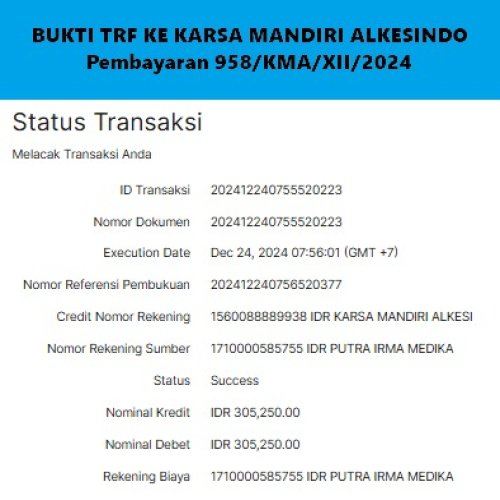 BUKTI TRF KE KARSA MANDIRI ALKESINDO
Pembayaran 958/KMA/XII/2024
Status Transaksi
Melacak Transaksi Anda
ID Transaksi 202412240755520223
Nomor Dokumen 202412240755520223
Execution Date Dec 24, 2024 07:56:01 (GMT +7)
Nomor Referensi Pembukuan 202412240756520377
Credit Nomor Rekening 1560088889938 IDR KARSA MANDIRI ALKESI
Nomor Rekening Sumber 1710000585755 IDR PUTRA IRMA MEDIKA
Status Success
Nominal Kredit IDR 305,250.00
Nominal Debet IDR 305,250.00
Rekening Biaya 1710000585755 IDR PUTRA IRMA MEDIKA